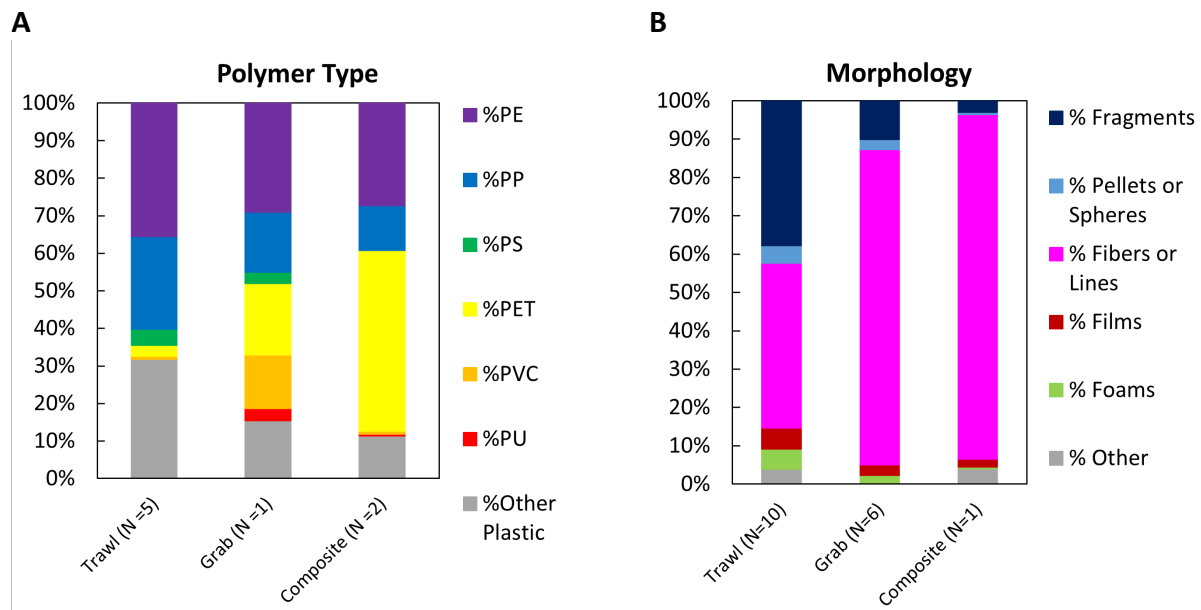 A
Polymer Type
100%
90%
80%
70%
60%
50%
40%
30%
20%
10%
0%
Trawl (N =5)
Grab (N =1)
Composite (N =2)
%PE
%PP
%PS
%PET
%PVC
%PU
%Other
Plastic
B
Morphology
100%
90%
80%
70%
60%
50%
40%
30%
20%
10%
0%
Trawl (N=10)
Grab (N=6)
Composite (N=1)
% Fragments
% Pellets or
Spheres
% Fibers or
Lines
% Films
% Foams
% Other